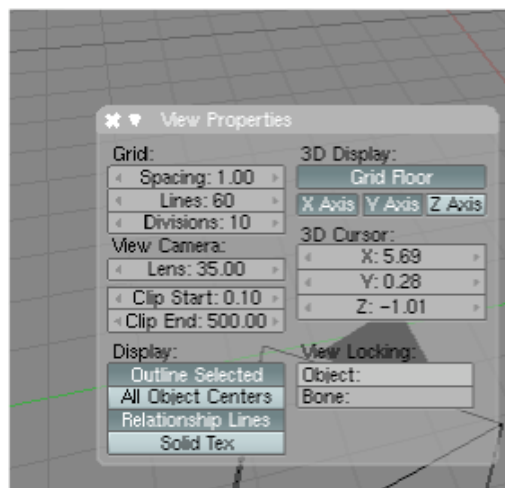 View Properties
Grid:
Spacing: 1.00
Lines: 60
Divisions: 10
View Camera:
Lens: 35.00
Clip Start: 0.10
Clip End: 500.00
Display:
Outline Selected
All Object Centers
Relationship Lines
Solid Tex
3D Display:
Grid Floor
X Axis Y Axis Z Axis
3D Cursor:
X: 5.69
Y: 0.28
Z: -1.01
View Locking:
Object:
Bone: